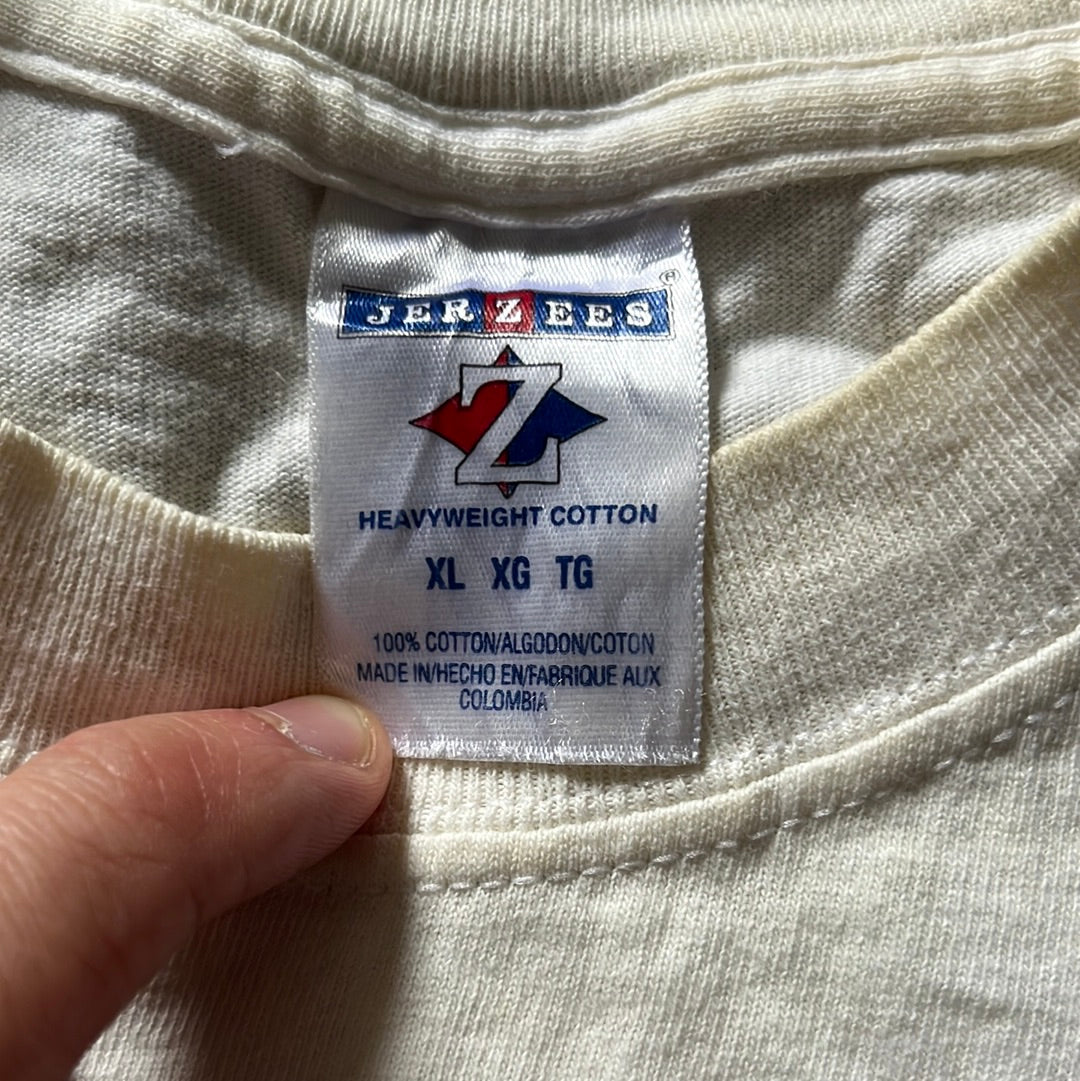 JERZEES®
Z
HEAVYWEIGHT COTTON
XL XG TG
100% COTTON/ALGODON/COTON
MADE IN/HECHO EN/FABRIQUE AUX
COLOMBIA